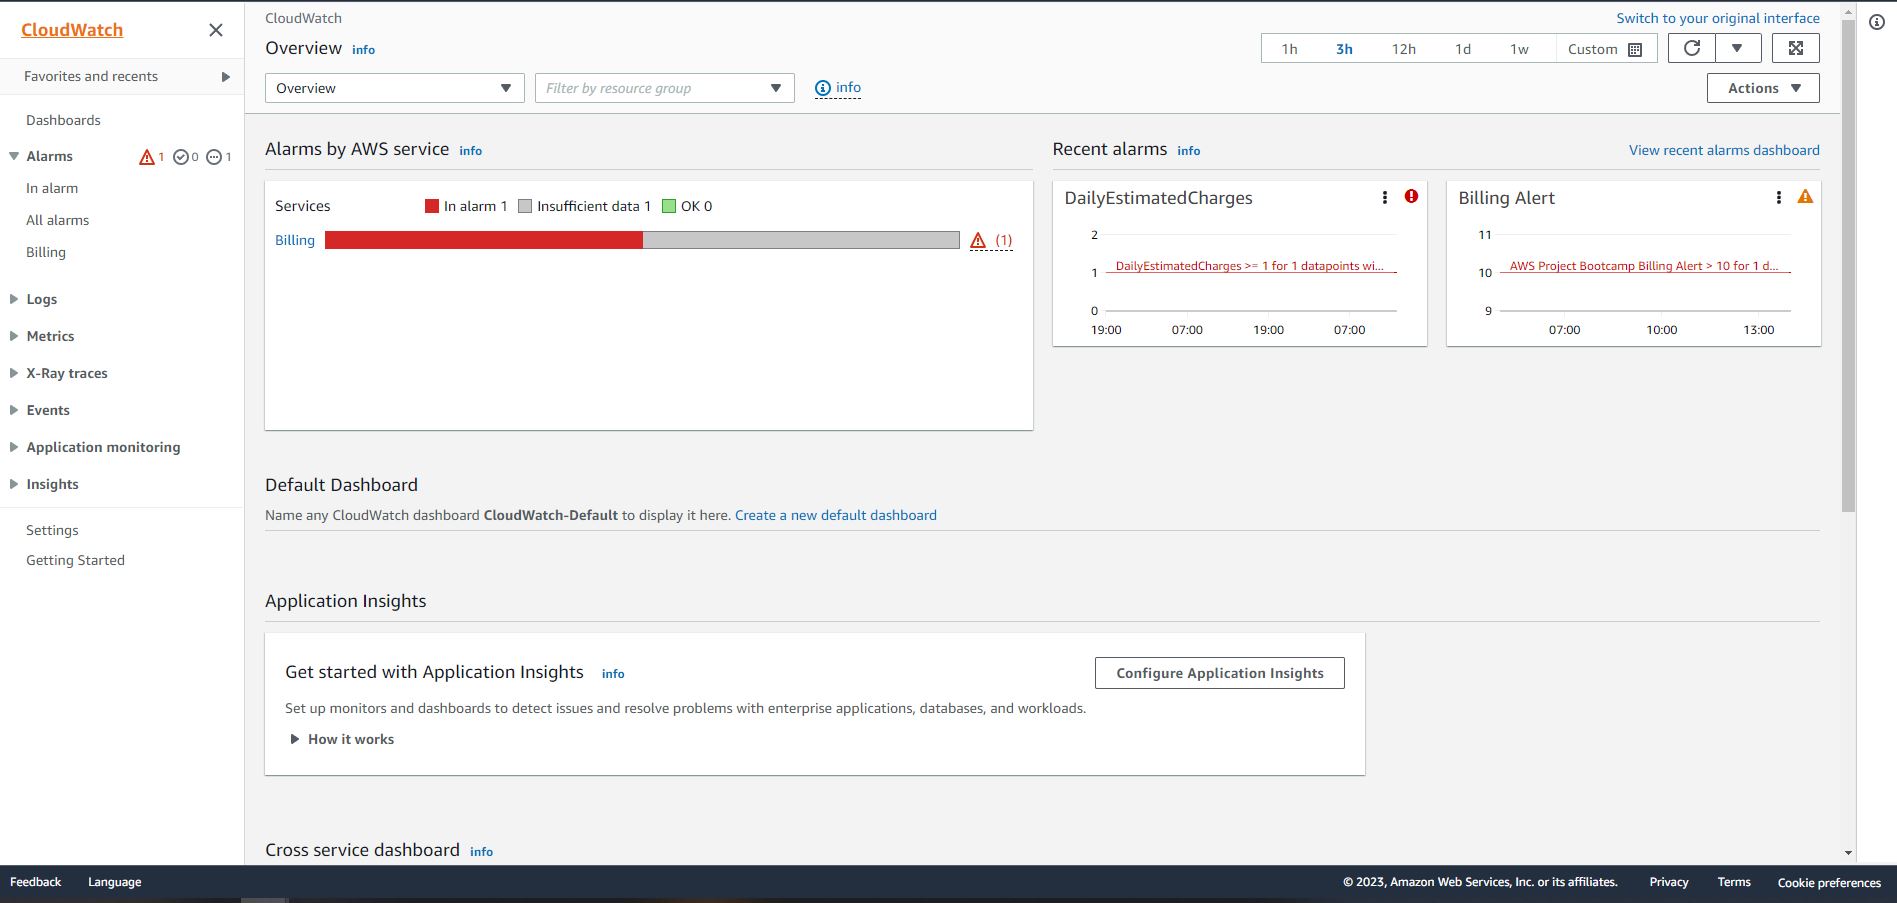 CloudWatch
Favorites and recents
Dashboards
Alarms 1 0 1
In alarm
All alarms
Billing
Logs
Metrics
X-Ray traces
Events
Application monitoring
Insights
Settings
Getting Started
CloudWatch
Switch to your original interface
Overview info
1h 3h 12h 1d 1w Custom
Overview
Filter by resource group
info
Actions
Alarms by AWS service info
Services In alarm 1 Insufficient data 1 OK 0
Billing (1)
Recent alarms info
View recent alarms dashboard
DailyEstimatedCharges
2
DailyEstimatedCharges >= 1 for 1 datapoints wi...
1
0
19:00 07:00 19:00 07:00
Billing Alert
11
AWS Project Bootcamp Billing Alert > 10 for 1 d...
10
9
07:00 10:00 13:00
Default Dashboard
Name any CloudWatch dashboard CloudWatch-Default to display it here. Create a new default dashboard
Application Insights
Get started with Application Insights info
Configure Application Insights
Set up monitors and dashboards to detect issues and resolve problems with enterprise applications, databases, and workloads.
How it works
Cross service dashboard info
Feedback Language
© 2023, Amazon Web Services, Inc. or its affiliates. Privacy Terms Cookie preferences